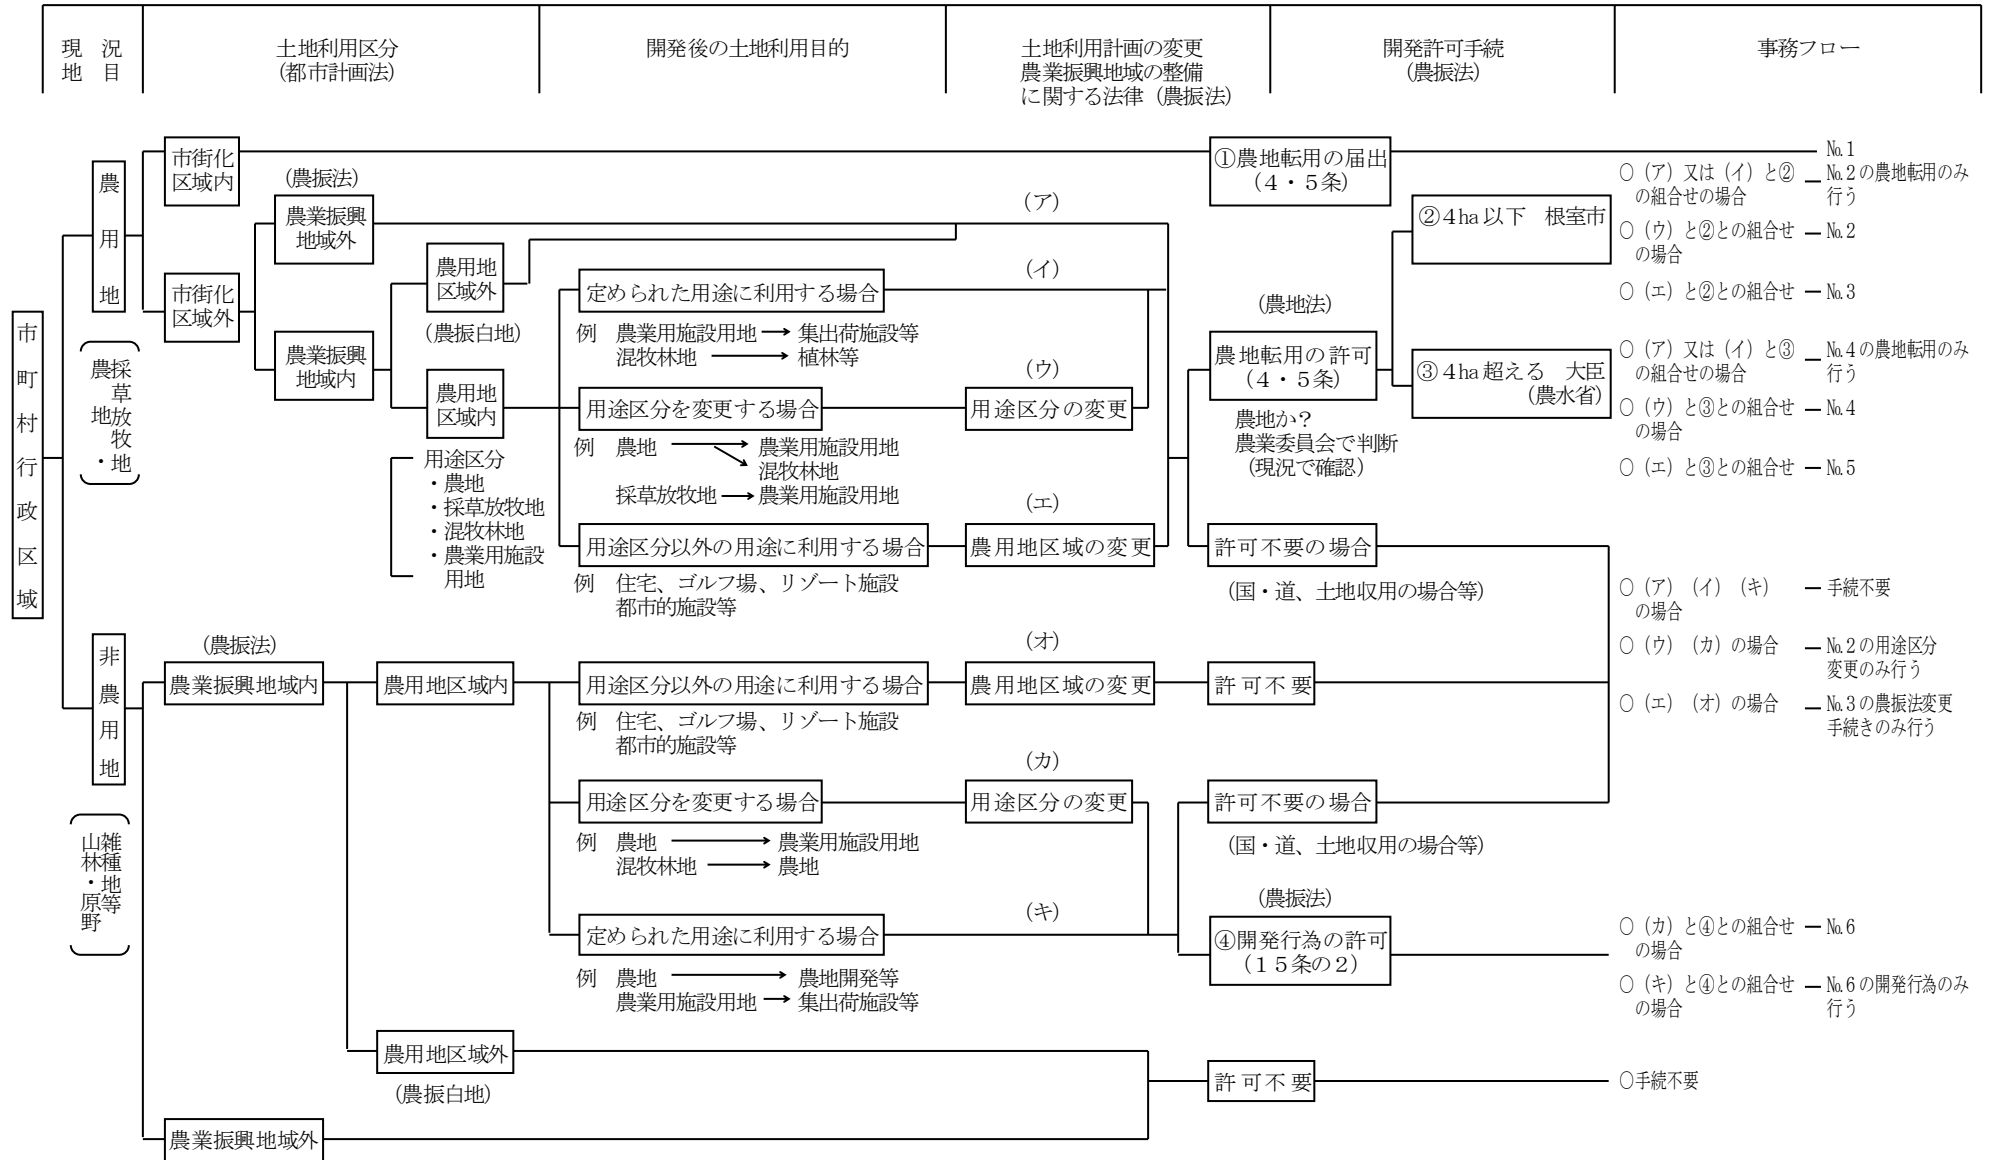 現　況
地　目
土地利用区分
(都市計画法)
開発後の土地利用目的
土地利用計画の変更
農業振興地域の整備
に関する法律（農振法）
開発許可手続
(農振法)
事務フロー
市町村行政区域
農用地
採草放牧地
農地・
市街化
区域内
市街化
区域外
(農振法)
農業振興
地域外
農業振興
地域内
農用地
区域外
(農振白地)
農用地
区域内
用途区分
・農地
・採草放牧地
・混牧林地
・農業用施設
用地
(ア)
(イ)
定められた用途に利用する場合
例　農業用施設用地→集出荷施設等
混牧林地→植林等
(ウ)
用途区分を変更する場合
用途区分の変更
例　農地→農業用施設用地
混牧林地
採草放牧地→農業用施設用地
(エ)
用途区分以外の用途に利用する場合
農用地区域の変更
例　住宅、ゴルフ場、リゾート施設
都市的施設等
①農地転用の届出
（４・５条）
(農地法)
農地転用の許可
（４・５条）
農地か？
農業委員会で判断
（現況で確認）
②４ha以下　根室市
③４ha超える　大臣
(農水省)
許可不要の場合
（国・道、土地収用の場合等）
№1
○（ア）又は（イ）と②
の組合せの場合
№2の農地転用のみ
行う
○（ウ）と②との組合せ
の場合
№2
○（エ）と②との組合せ
№3
○（ア）又は（イ）と③
の組合せの場合
№4の農地転用のみ
行う
○（ウ）と③との組合せ
の場合
№4
○（エ）と③との組合せ
№5
○（ア）（イ）（キ）
の場合
手続不要
○（ウ）（カ）の場合
№2の用途区分
変更のみ行う
○（エ）（オ）の場合
№3の農振法変更
手続きのみ行う
非農用地
雑種地等
山林・原野
(農振法)
農業振興地域内
農用地区域内
(オ)
用途区分以外の用途に利用する場合
農用地区域の変更
許可不要
例　住宅、ゴルフ場、リゾート施設
都市的施設等
(カ)
用途区分を変更する場合
用途区分の変更
許可不要の場合
（国・道、土地収用の場合等）
例　農地→農業用施設用地
混牧林地→農地
(キ)
定められた用途に利用する場合
例　農地→農地開発等
農業用施設用地→集出荷施設等
(農振法)
④開発行為の許可
（１５条の２）
○（カ）と④との組合せ
の場合
№6
○（キ）と④との組合せ
の場合
№6の開発行為のみ
行う
農用地区域外
(農振白地)
許可不要
○手続不要
農業振興地域外